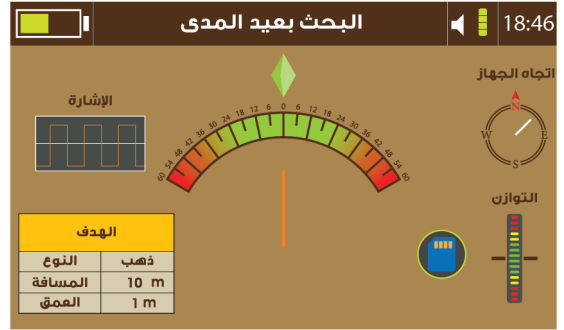 البحث بعيد المدى
18:46
اتجاه الجهاز
N
W E
S
الإشارة
60 54 48 42 36 30 24 18 12 6 0 6 12 18 24 30 36 42 48 54 60
التوازن
الهدف
النوع ذهب
المسافة 10 m
العمق 1 m